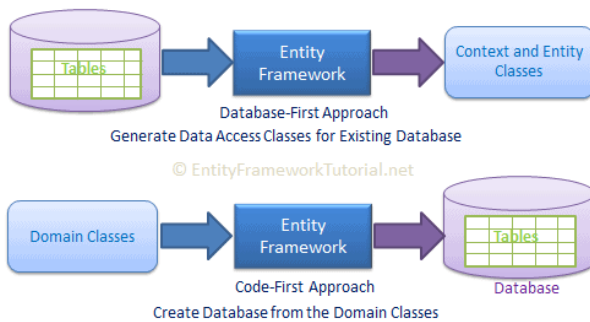 Tables
Entity
Framework
Context and Entity
Classes
Database-First Approach
Generate Data Access Classes for Existing Database
© EntityFrameworkTutorial.net
Domain Classes
Entity
Framework
Tables
Database
Code-First Approach
Create Database from the Domain Classes